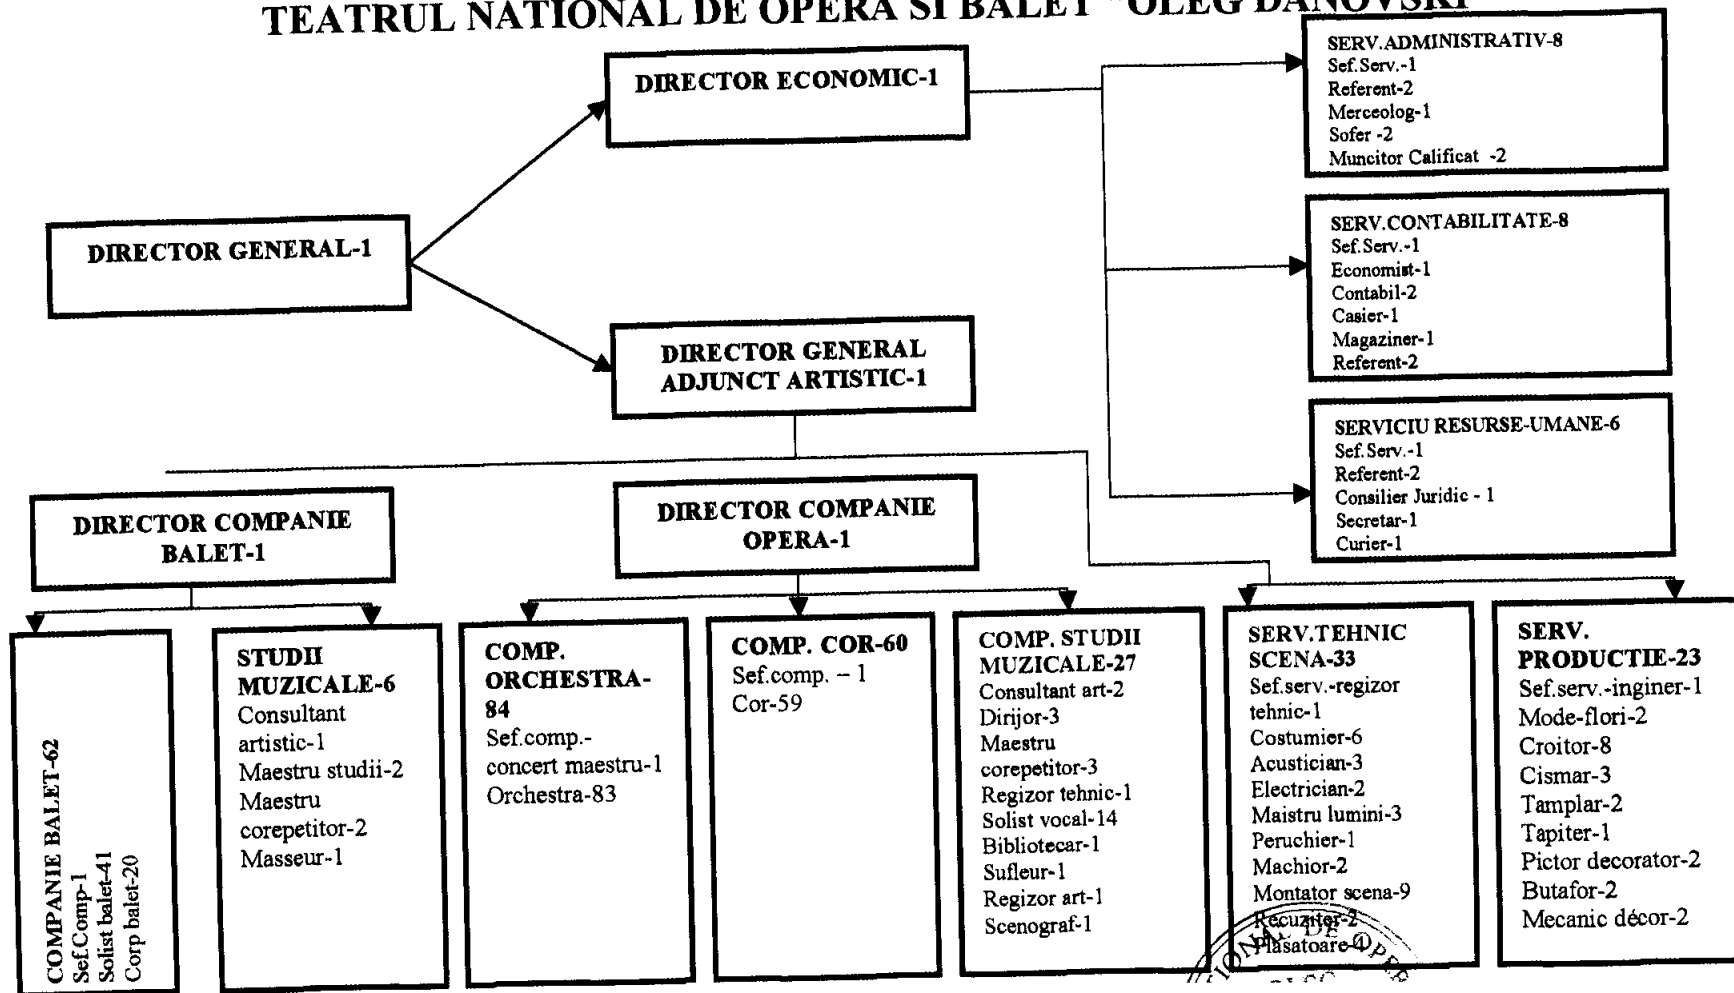 TEATRUL NATIONAL DE OPERA SI BALET "OLEG DANOVSKI"
DIRECTOR ECONOMIC-1
SERV.ADMINISTRATIV-8
Sef.Serv.-1
Referent-2
Merceolog-1
Sofer -2
Muncitor Calificat -2
DIRECTOR GENERAL-1
SERV.CONTABILITATE-8
Sef.Serv.-1
Economist-1
Contabil-2
Casier-1
Magaziner-1
Referent-2
DIRECTOR GENERAL
ADJUNCT ARTISTIC-1
SERVICIU RESURSE-UMANE-6
Sef.Serv.-1
Referent-2
Consilier Juridic - 1
Secretar-1
Curier-1
DIRECTOR COMPANIE
BALET-1
DIRECTOR COMPANIE
OPERA-1
COMPANIE BALET-62
Sef.Comp-1
Solist balet-41
Corp balet-20
STUDII
MUZICALE-6
Consultant
artistic-1
Maestru studii-2
Maestru
corepetitor-2
Masseur-1
COMP.
ORCHESTRA-
84
Sef.comp.-
concert maestru-1
Orchestra-83
COMP. COR-60
Sef.comp. – 1
Cor-59
COMP. STUDII
MUZICALE-27
Consultant art-2
Dirijor-3
Maestru
corepetitor-3
Regizor tehnic-1
Solist vocal-14
Bibliotecar-1
Sufleur-1
Regizor art-1
Scenograf-1
SERV.TEHNIC
SCENA-33
Sef.serv.-regizor
tehnic-1
Costumier-6
Acustician-3
Electrician-2
Maistru lumini-3
Peruchier-1
Machior-2
Montator scena-9
Recuziter-2
Plasatoare-4
SERV.
PRODUCTIE-23
Sef.serv.-inginer-1
Mode-flori-2
Croitor-8
Cismar-3
Tamplar-2
Tapiter-1
Pictor decorator-2
Butafor-2
Mecanic décor-2
IONAL DE OPER